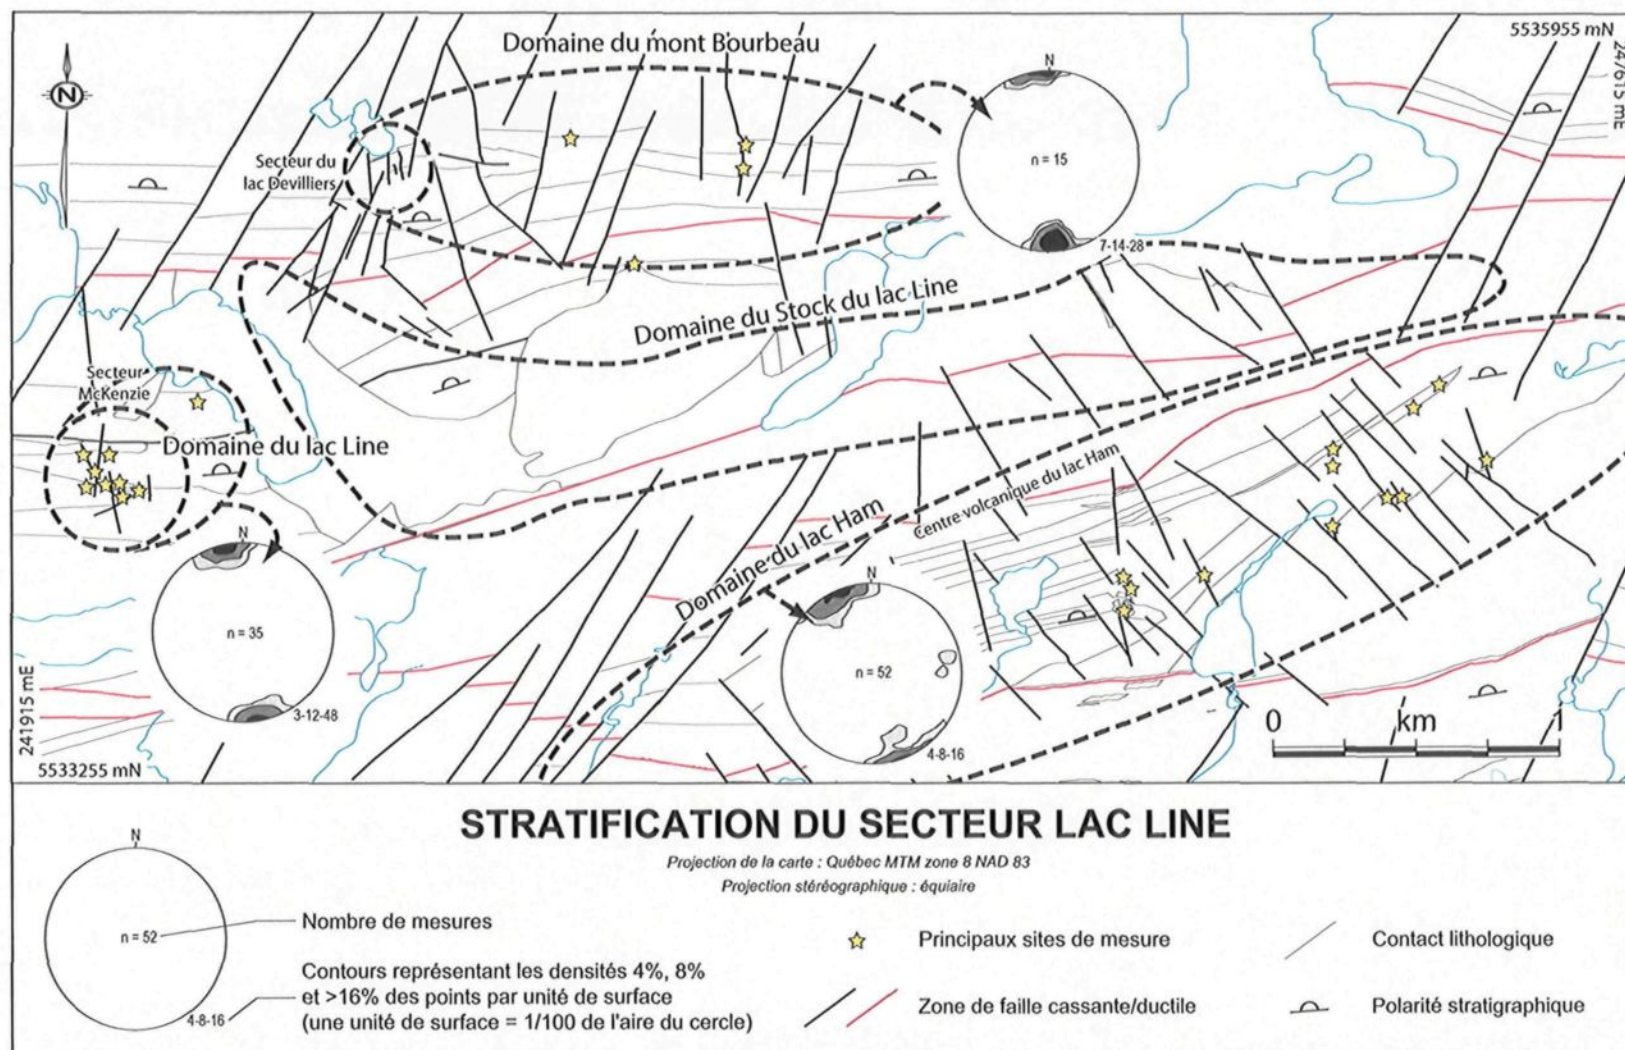 5535955 mN
247615 mE
Domaine du mont Bourbeau
N
N
n = 15
7-14-28
Secteur du
lac Devilliers
Domaine du Stock du lac Line
Secteur
McKenzie
Domaine du lac Line
Centre volcanique du lac Ham
Domaine du lac Ham
N
n = 35
3-12-48
N
n = 52
4-8-16
241915 mE
5533255 mN
0 km 1
STRATIFICATION DU SECTEUR LAC LINE
Projection de la carte : Québec MTM zone 8 NAD 83
Projection stéréographique : équiaire
N
n = 52
4-8-16
Nombre de mesures
Contours représentant les densités 4%, 8%
et >16% des points par unité de surface
(une unité de surface = 1/100 de l'aire du cercle)
Principaux sites de mesure
Zone de faille cassante/ductile
Contact lithologique
Polarité stratigraphique